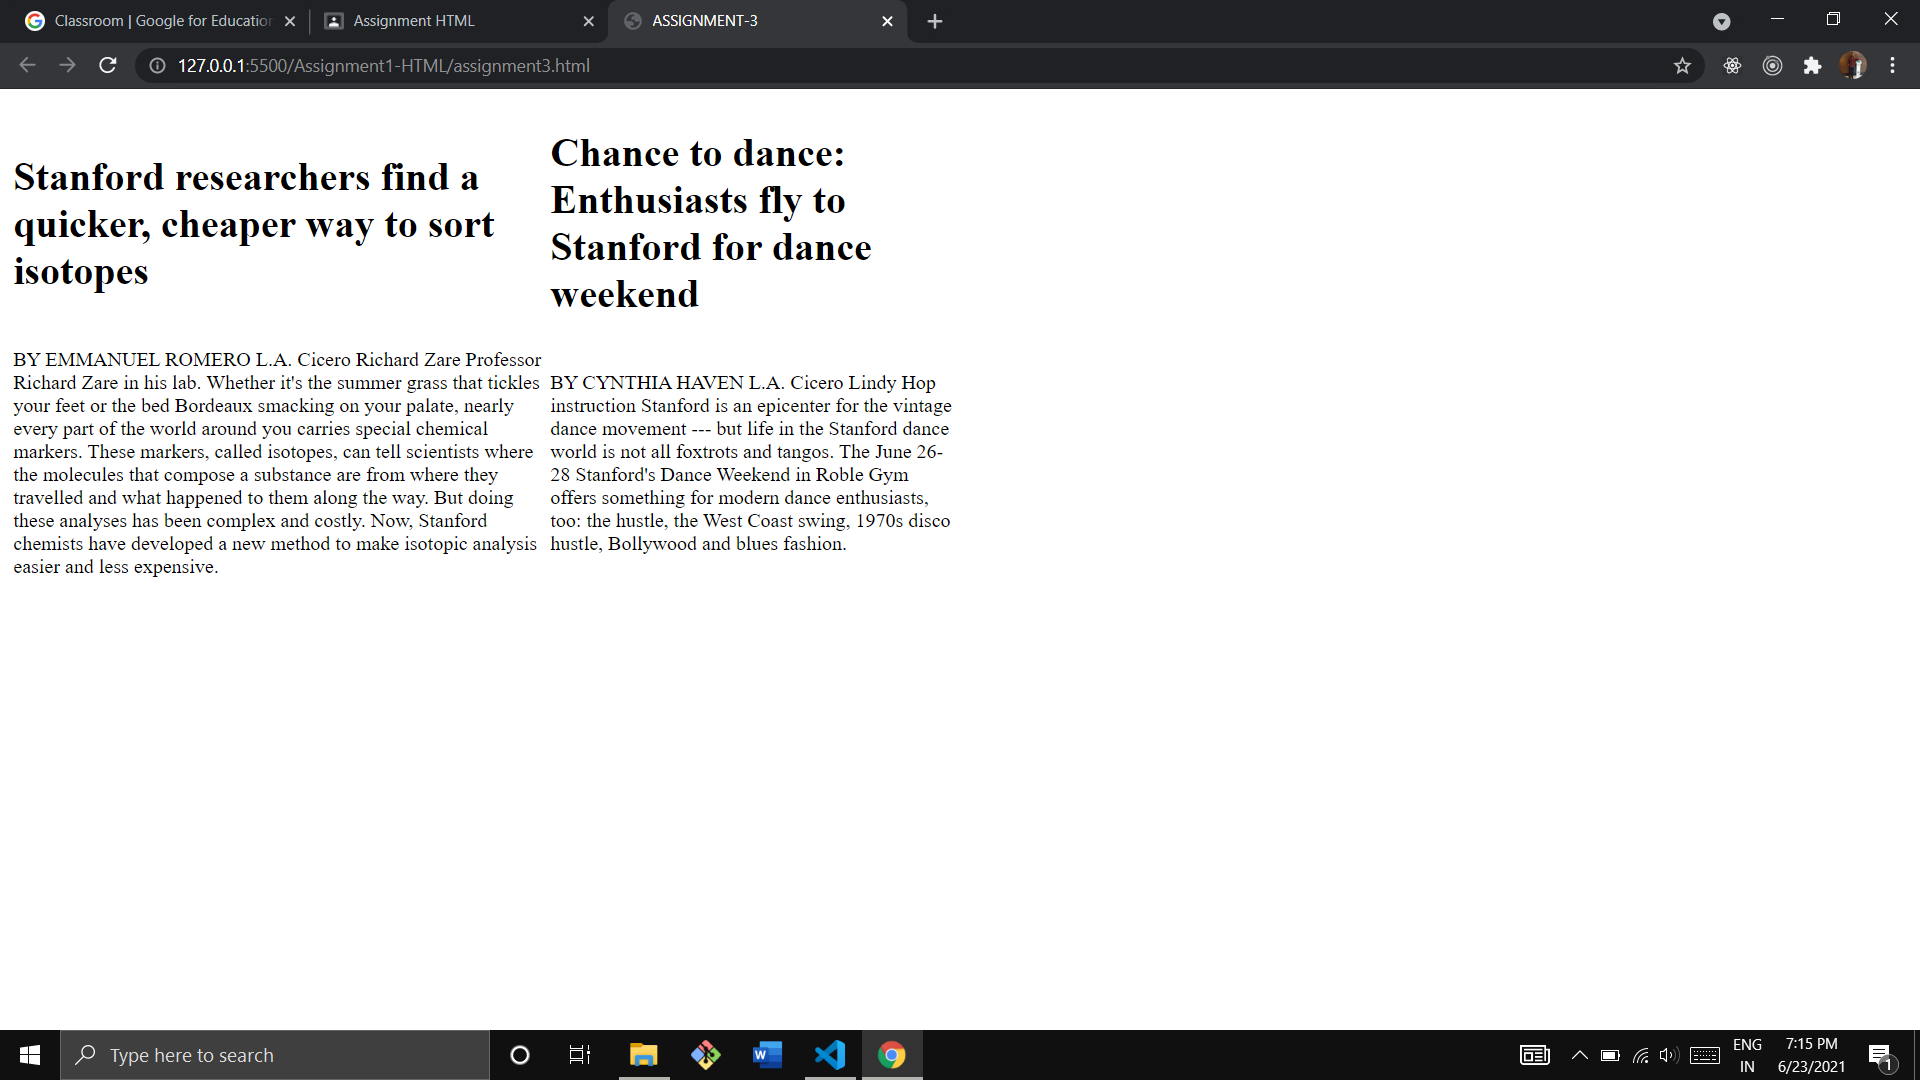 Classroom | Google for Education
Assignment HTML
ASSIGNMENT-3
127.0.0.1:5500/Assignment1-HTML/assignment3.html
Stanford researchers find a
quicker, cheaper way to sort
isotopes
Chance to dance:
Enthusiasts fly to
Stanford for dance
weekend
BY EMMANUEL ROMERO L.A. Cicero Richard Zare Professor
Richard Zare in his lab. Whether it's the summer grass that tickles
your feet or the bed Bordeaux smacking on your palate, nearly
every part of the world around you carries special chemical
markers. These markers, called isotopes, can tell scientists where
the molecules that compose a substance are from where they
travelled and what happened to them along the way. But doing
these analyses has been complex and costly. Now, Stanford
chemists have developed a new method to make isotopic analysis
easier and less expensive.
BY CYNTHIA HAVEN L.A. Cicero Lindy Hop
instruction Stanford is an epicenter for the vintage
dance movement --- but life in the Stanford dance
world is not all foxtrots and tangos. The June 26-
28 Stanford's Dance Weekend in Roble Gym
offers something for modern dance enthusiasts,
too: the hustle, the West Coast swing, 1970s disco
hustle, Bollywood and blues fashion.
Type here to search
W
ENG
IN
7:15 PM
6/23/2021
1